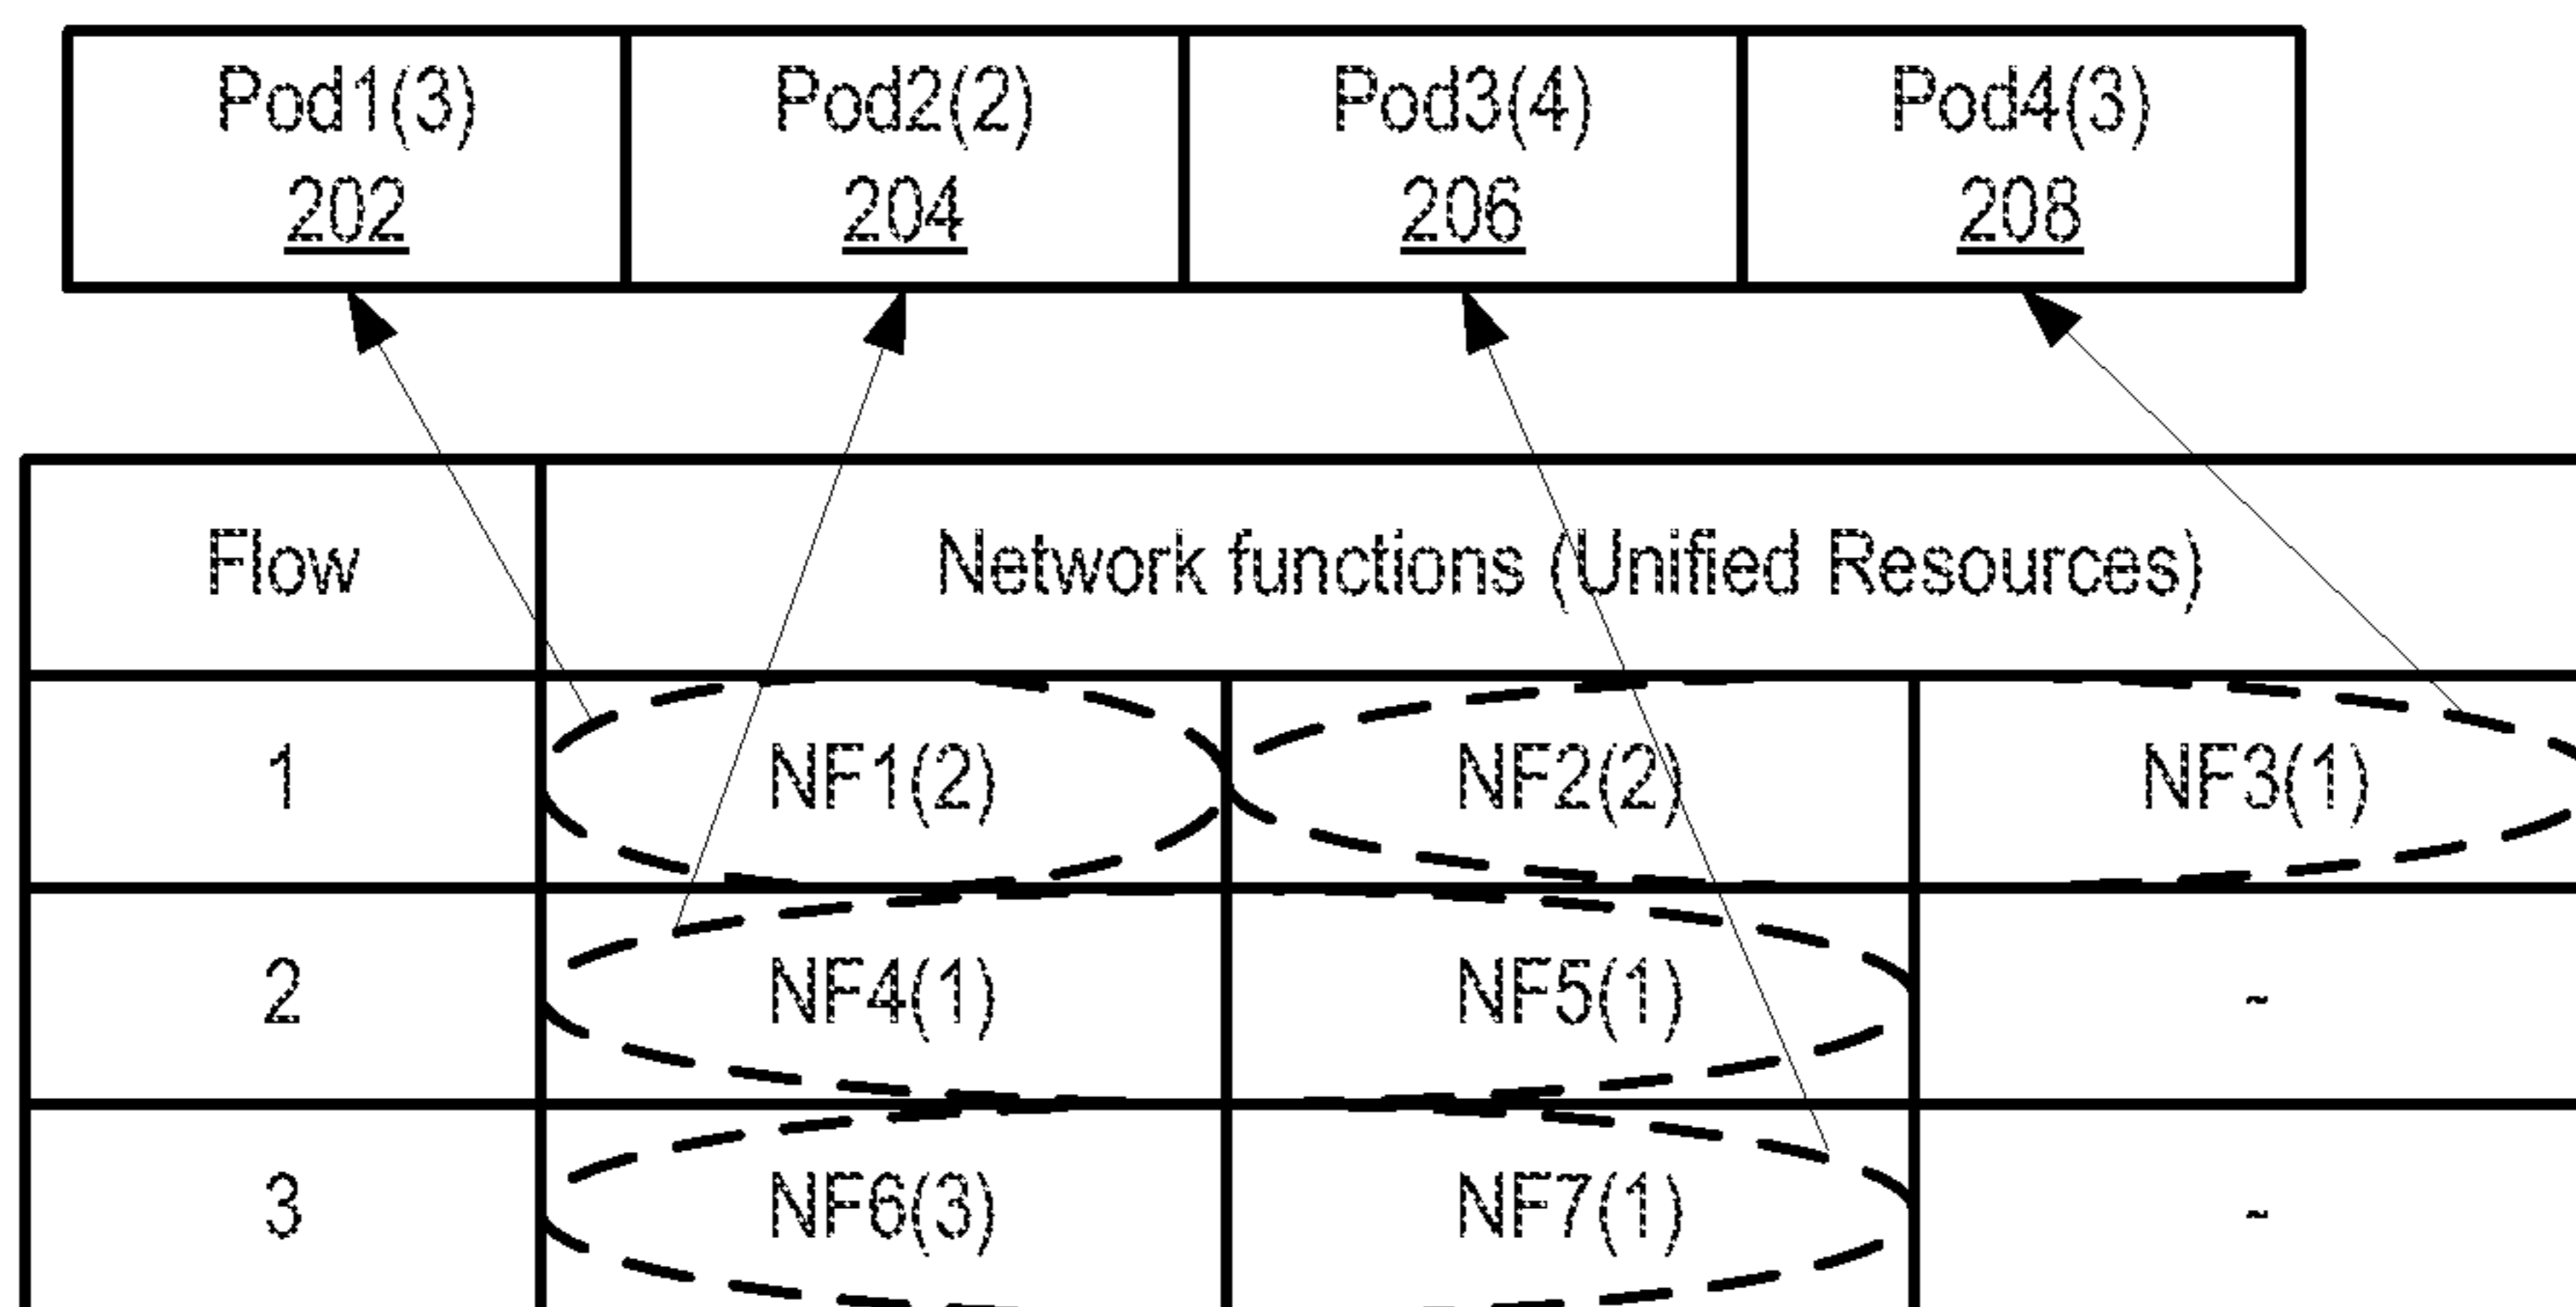 Pod1(3) Pod2(2) Pod3(4) Pod4(3)
202 204 206 208
Flow Network functions (Unified Resources)
1 NF1(2) NF2(2) NF3(1)
2 NF4(1) NF5(1) -
3 NF6(3) NF7(1) -